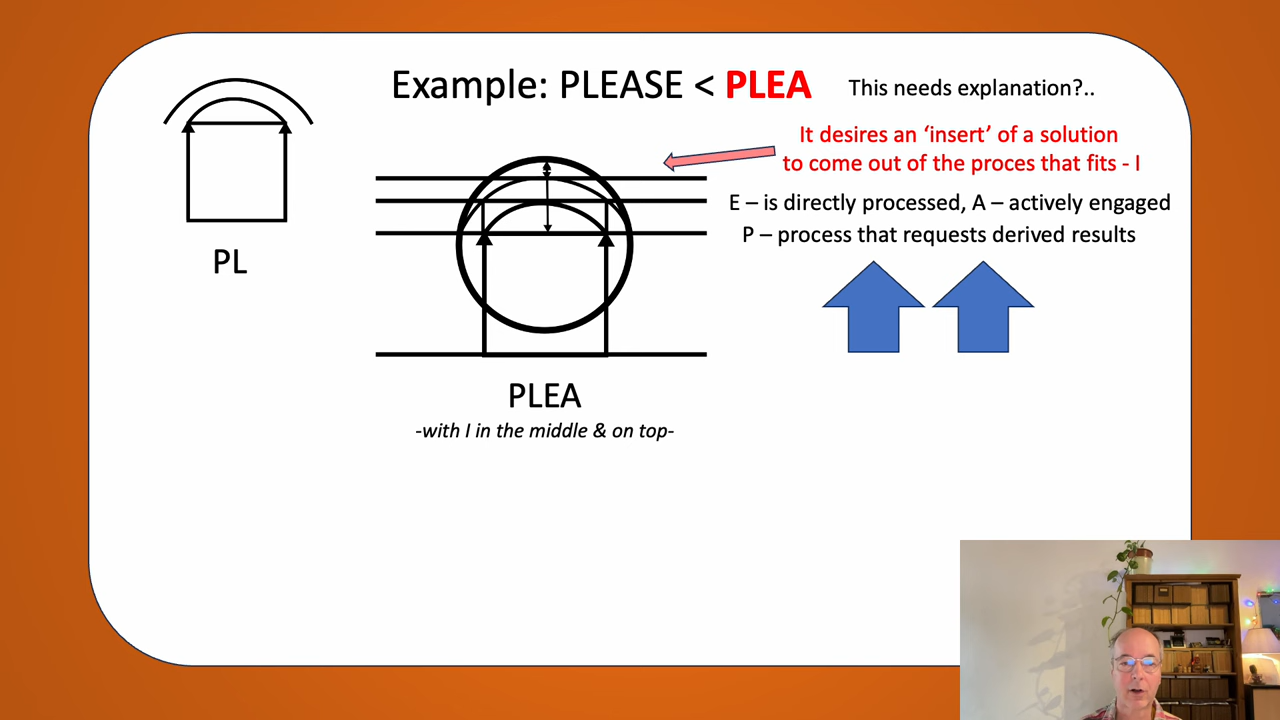 Example: PLEASE < PLEA
This needs explanation?..
It desires an ‘insert’ of a solution
to come out of the proces that fits - I
E – is directly processed, A – actively engaged
P – process that requests derived results
PL
PLEA
-with I in the middle & on top-